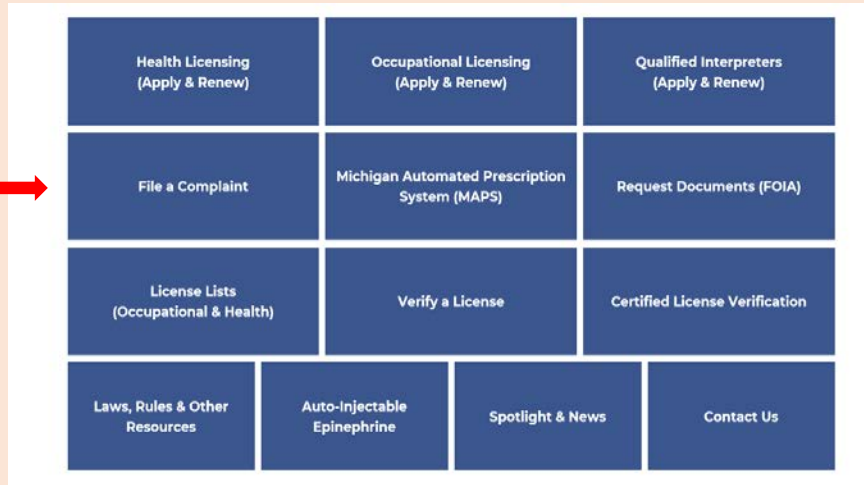 Health Licensing
(Apply & Renew)
Occupational Licensing
(Apply & Renew)
Qualified Interpreters
(Apply & Renew)
File a Complaint
Michigan Automated Prescription
System (MAPS)
Request Documents (FOIA)
License Lists
(Occupational & Health)
Verify a License
Certified License Verification
Laws, Rules & Other
Resources
Auto-Injectable
Epinephrine
Spotlight & News
Contact Us